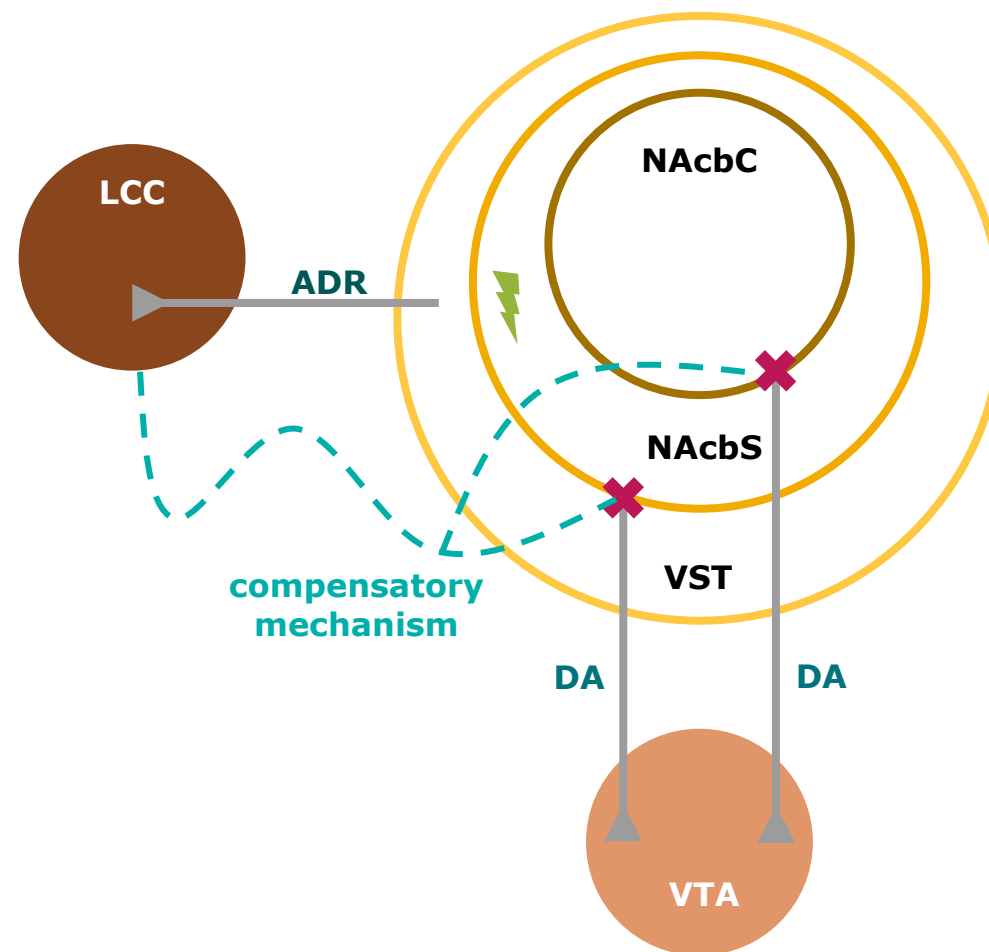 NAcbC
LCC
ADR
NAcbS
VST
compensatory
mechanism
DA
DA
VTA